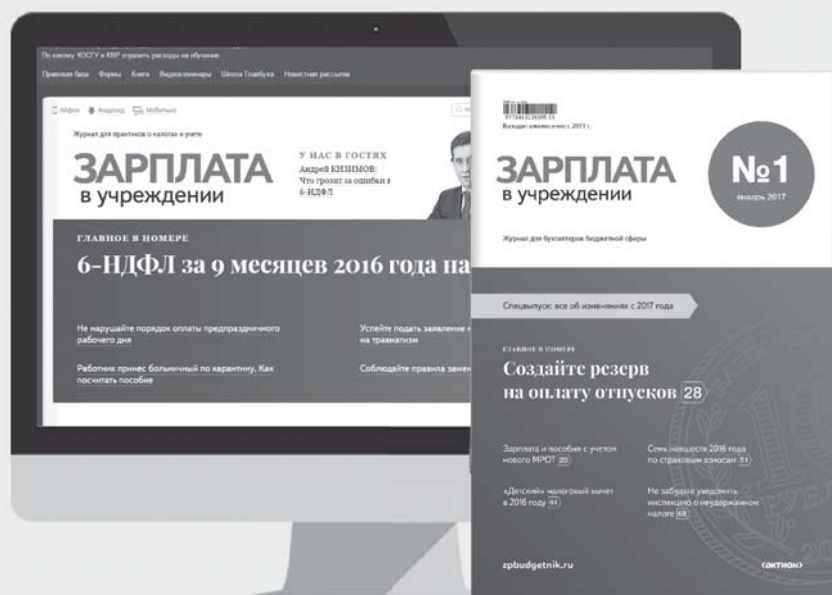 По какому КОСГУ и КВР отразить расходы на обучение
Правовая база Формы Книги Видеосеминары Школа Главбуха Новостная рассылка
Айфон Андроид Мобильно
Журнал для практиков о налогах и учете
ЗАРПЛАТА
в учреждении
У НАС В ГОСТЯХ
Андрей КИЗИМОВ:
Что грозит за ошибки в
6-НДФЛ
ГЛАВНОЕ В НОМЕРЕ
6-НДФЛ за 9 месяцев 2016 года на
Не нарушайте порядок оплаты предпраздничного
рабочего дня
Успейте подать заявление
на травматизм
Работник принес больничный по карантину. Как
посчитать пособие
Соблюдайте правила
Выходит ежемесячно с 2011 г.
ЗАРПЛАТА
в учреждении
№1
январь 2017
Журнал для бухгалтеров бюджетной сферы
Спецвыпуск: все об изменениях с 2017 года
ГЛАВНОЕ В НОМЕРЕ
Создайте резерв
на оплату отпусков 28
Зарплата и пособия с учетом
нового МРОТ 20
Семь новшеств 2016 года
по страховым взносам 51
«Детский» налоговый вычет
в 2016 году 44
Не забудьте уведомить
инспекцию о неудержанном
налоге 68
zpbudgetnik.ru
актион